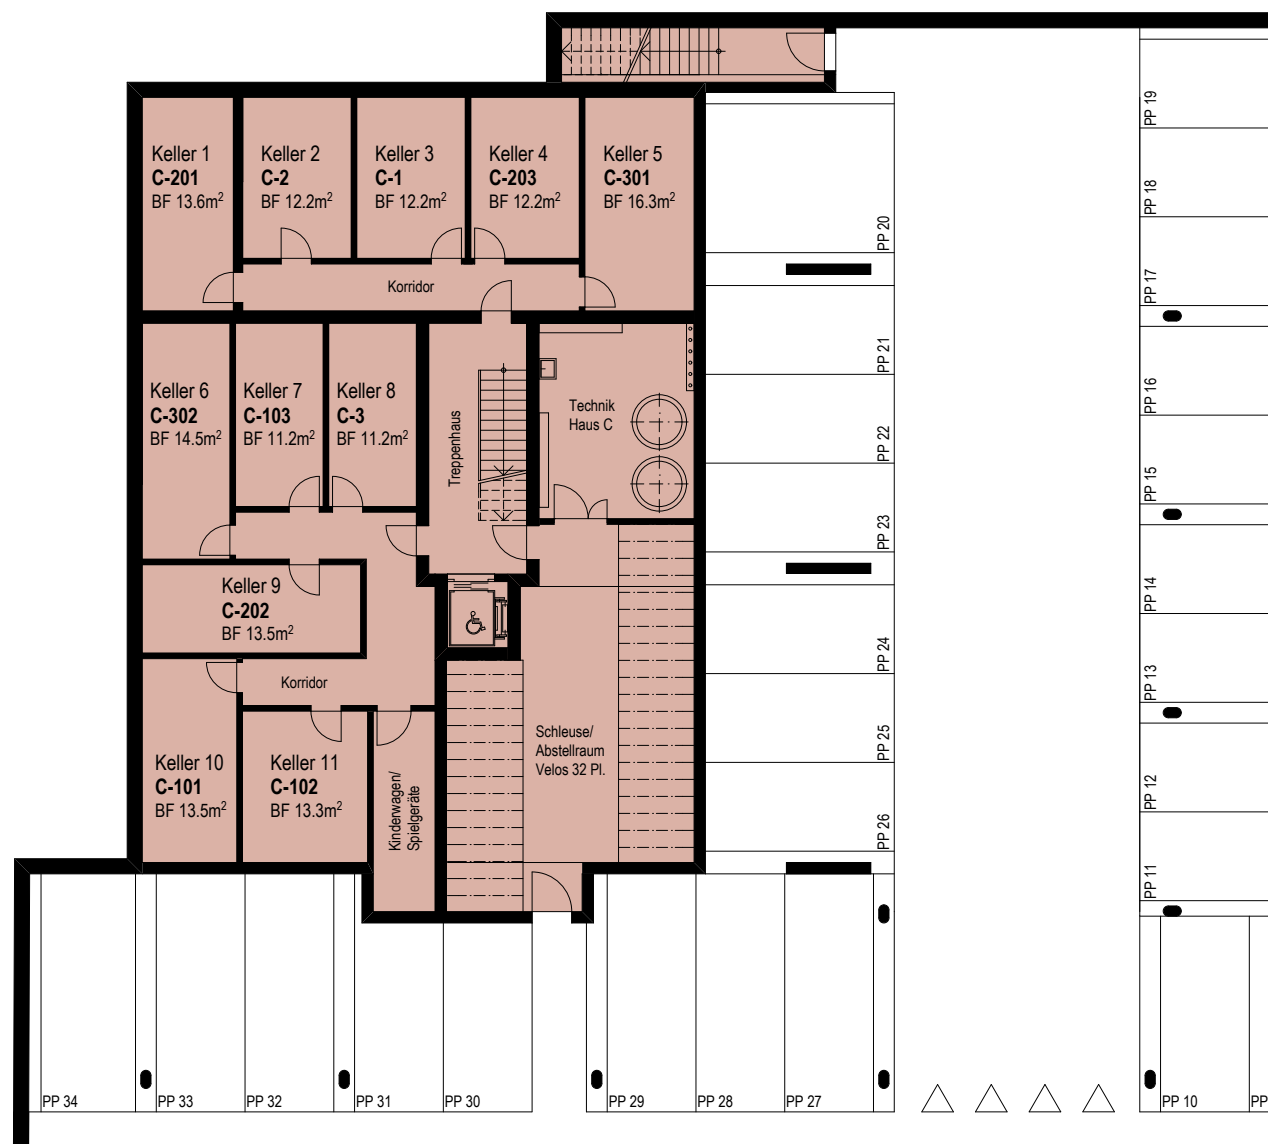 Keller 1
C-201
BF 13.6m²
Keller 2
C-2
BF 12.2m²
Keller 3
C-1
BF 12.2m²
Keller 4
C-203
BF 12.2m²
Keller 5
C-301
BF 16.3m²
Korridor
Keller 6
C-302
BF 14.5m²
Keller 7
C-103
BF 11.2m²
Keller 8
C-3
BF 11.2m²
Treppenhaus
Technik
Haus C
Keller 9
C-202
BF 13.5m²
Korridor
Keller 10
C-101
BF 13.5m²
Keller 11
C-102
BF 13.3m²
Kinderwagen/
Spielgeräte
Schleuse/
Abstellraum
Velos 32 Pl.
PP 20
PP 21
PP 22
PP 23
PP 24
PP 25
PP 26
PP 19
PP 18
PP 17
PP 16
PP 15
PP 14
PP 13
PP 12
PP 11
PP 34
PP 33
PP 32
PP 31
PP 30
PP 29
PP 28
PP 27
PP 10
PP